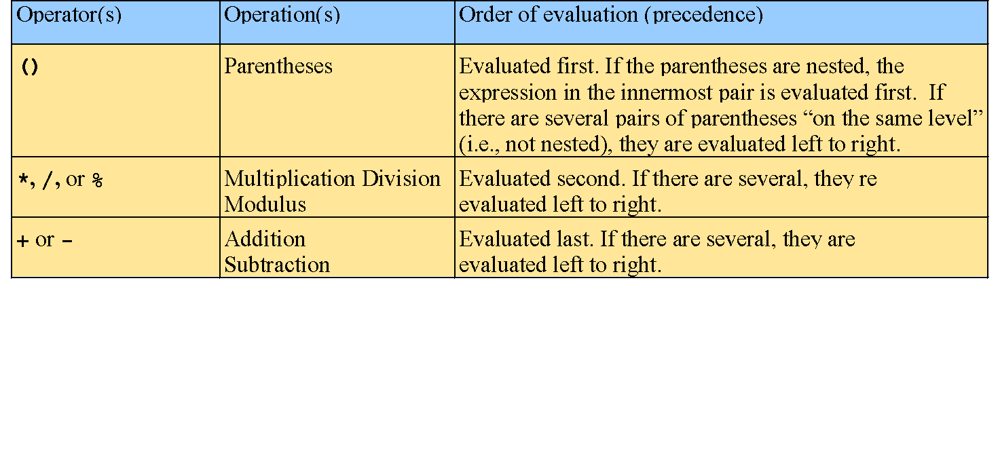 Operator(s) Operation(s) Order of evaluation (precedence)
() Parentheses Evaluated first. If the parentheses are nested, the
expression in the innermost pair is evaluated first.  If
there are several pairs of parentheses “on the same level”
(i.e., not nested), they are evaluated left to right.
*, /, or % Multiplication Division Evaluated second. If there are several, they re
Modulus evaluated left to right.
+ or - Addition Evaluated last. If there are several, they are
Subtraction evaluated left to right.